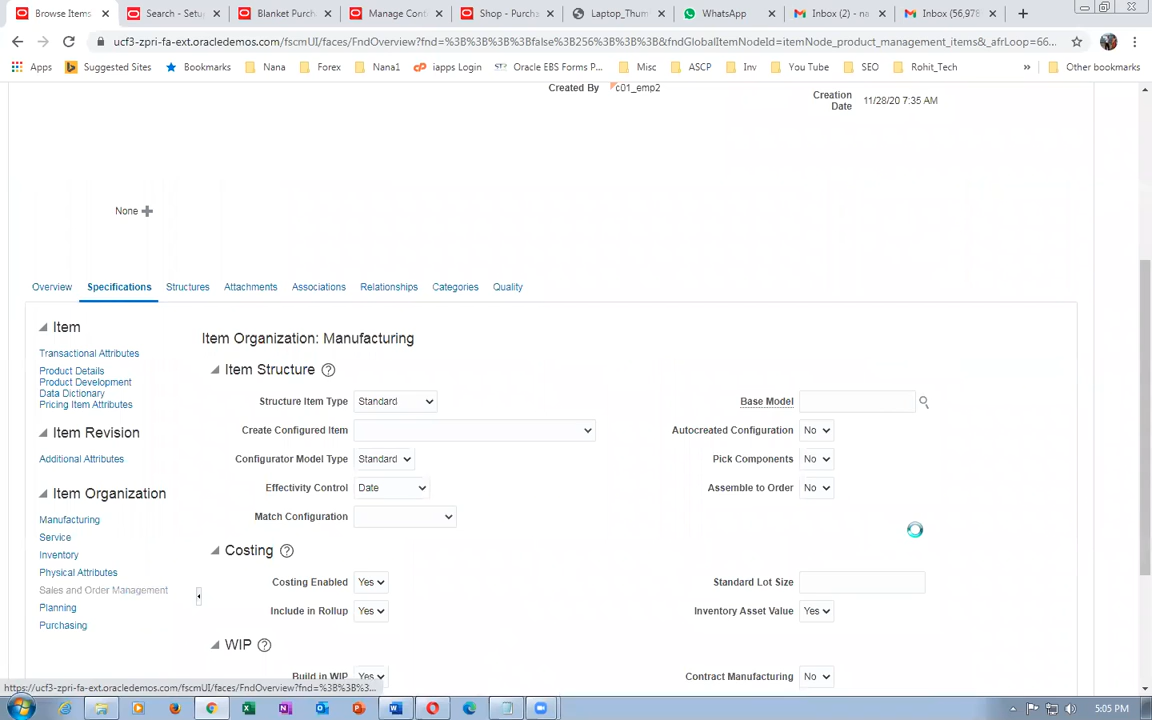 Browse Items
Search - Setu
Blanket Purch
Manage Cont
Shop - Purcha
Laptop_Thum
WhatsApp
Inbox (2) - na
Inbox (56,978
ucf3-zpri-fa-ext.oracledemos.com/fscmUI/faces/FndOverview?fnd=%3B%3B%3B%3Bfalse%3B256%3B%3B%3B&fndGlobalItemNodeId=itemNode_product_management_items&_afrLoop=66...
Apps
Suggested Sites
Bookmarks
Nana
Forex
Nana1
iapps Login
Oracle EBS Forms P...
Misc
ASCP
Inv
You Tube
SEO
Rohit_Tech
»
Other bookmarks
Created By c01_emp2
Creation Date 11/28/20 7:35 AM
None
Overview Specifications Structures Attachments Associations Relationships Categories Quality
Item
Transactional Attributes
Product Details
Product Development
Data Dictionary
Pricing Item Attributes
Item Revision
Additional Attributes
Item Organization
Manufacturing
Service
Inventory
Physical Attributes
Sales and Order Management
Planning
Purchasing
Item Organization: Manufacturing
Item Structure
Structure Item Type Standard
Base Model
Create Configured Item
Autocreated Configuration No
Configurator Model Type Standard
Pick Components No
Effectivity Control Date
Assemble to Order No
Match Configuration
Costing
Costing Enabled Yes
Standard Lot Size
Include in Rollup Yes
Inventory Asset Value Yes
WIP
Build in WIP Yes
Contract Manufacturing No
https://ucf3-zpri-fa-ext.oracledemos.com/fscmUI/faces/FndOverview?fnd=%3B%3B%3...
5:05 PM